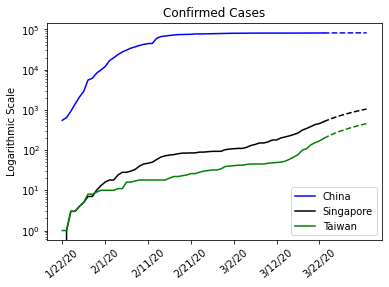 Confirmed Cases
Logarithmic Scale
10⁵
10⁴
10³
10²
10¹
10⁰
China
Singapore
Taiwan
1/22/20
2/1/20
2/11/20
2/21/20
3/2/20
3/12/20
3/22/20